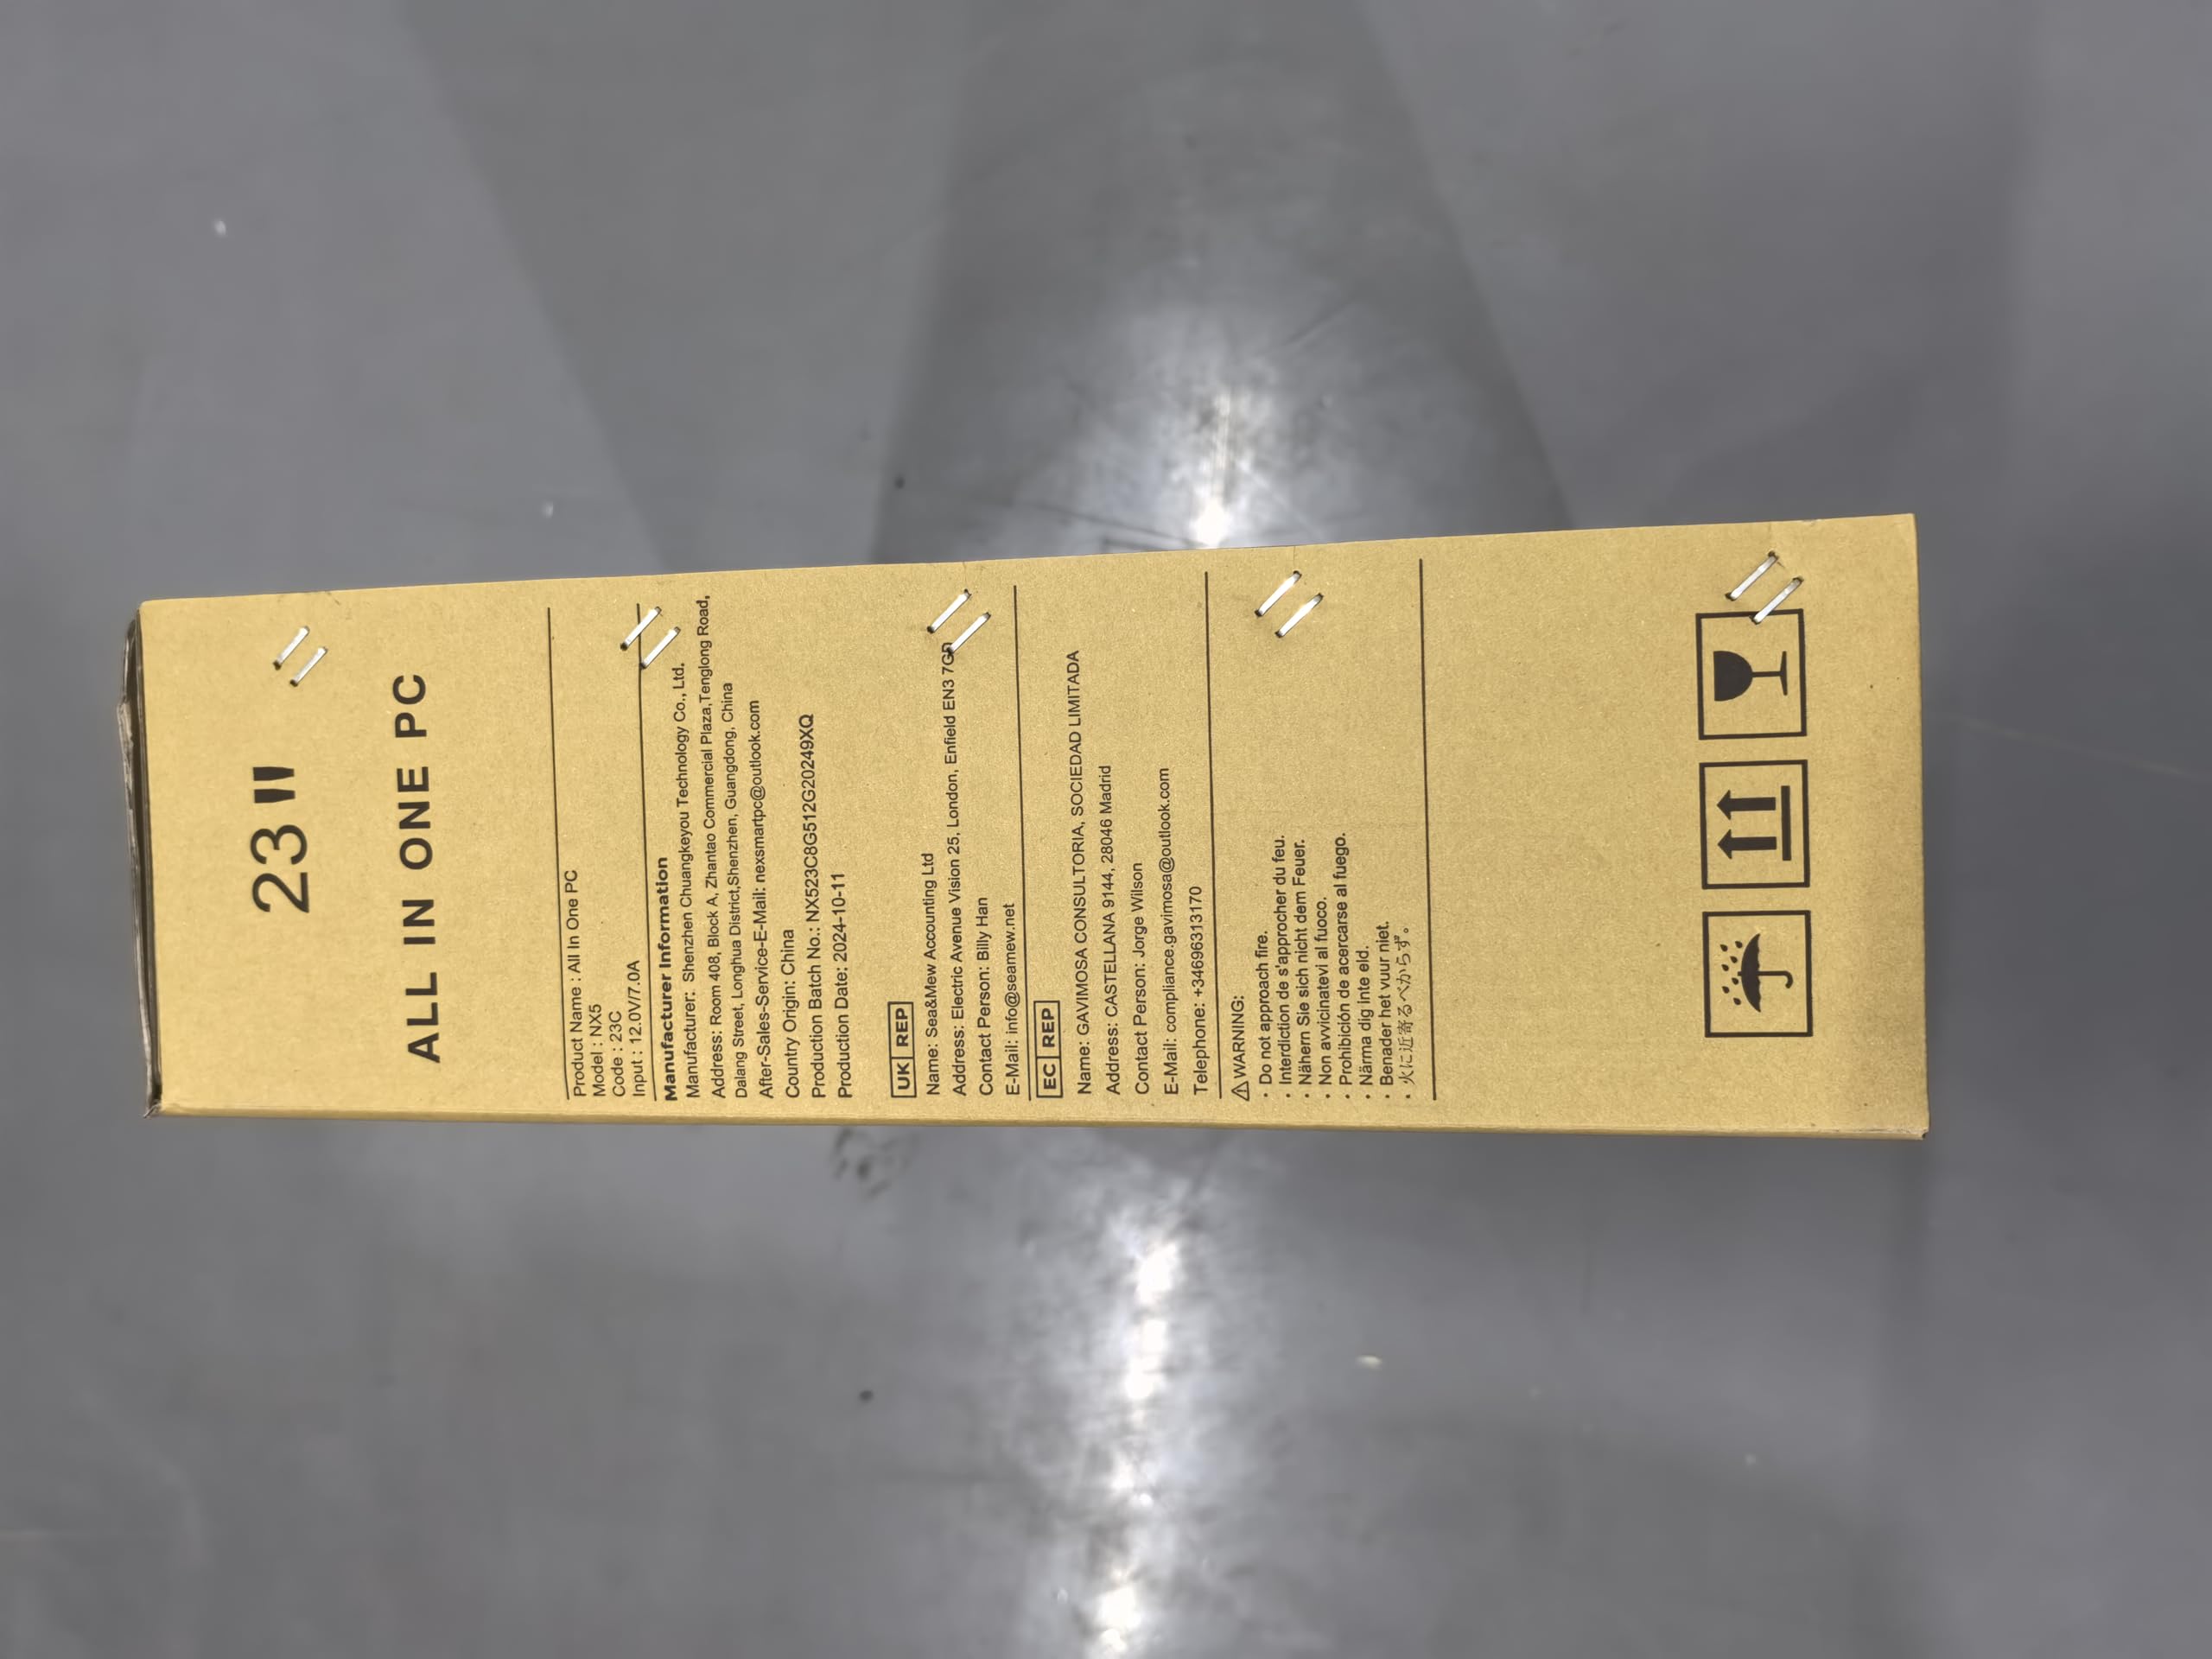 23"
ALL IN ONE PC
Product Name : All In One PC
Model : NX5
Code : 23C
Input : 12.0V/7.0A
Manufacturer Information
Manufacturer: Shenzhen Chuangkeyou Technology Co., Ltd.
Address: Room 408, Block A, Zhantao Commercial Plaza,Tenglong Road,
Dalang Street, Longhua District,Shenzhen, Guangdong, China
After-Sales-Service-E-Mail: nexsmartpc@outlook.com
Country Origin: China
Production Batch No.: NX523C8G512G20249XQ
Production Date: 2024-10-11
UK REP
Name: Sea&Mew Accounting Ltd
Address: Electric Avenue Vision 25, London, Enfield EN3
Contact Person: Billy Han
E-Mail: info@seamew.net
EC REP
Name: GAVIMOSA CONSULTORIA, SOCIEDAD LIMITADA
Address: CASTELLANA 9144, 28046 Madrid
Contact Person: Jorge Wilson
E-Mail: compliance.gavimosa@outlook.com
Telephone: +34696313170
⚠WARNING:
· Do not approach fire.
· Interdiction de s'approcher du feu.
· Nähern Sie sich nicht dem Feuer.
· Non avvicinatevi al fuoco.
· Prohibición de acercarse al fuego.
· Närma dig inte eld.
· Benader het vuur niet.
· 火に近寄るべからず。